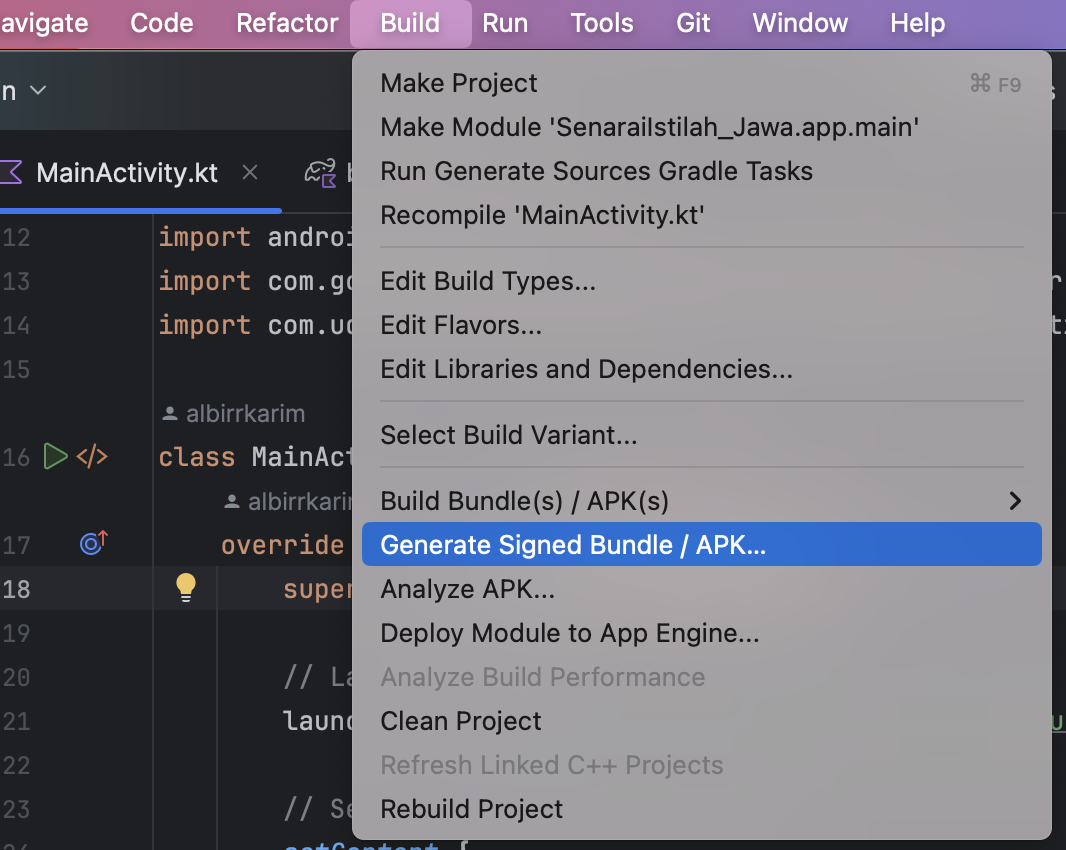 avigate Code Refactor Build Run Tools Git Window Help
n
Make Project ⌘ F9
Make Module 'SenaraiIstilah_Jawa.app.main'
Run Generate Sources Gradle Tasks
Recompile 'MainActivity.kt'
Edit Build Types...
Edit Flavors...
Edit Libraries and Dependencies...
Select Build Variant...
Build Bundle(s) / APK(s)
Generate Signed Bundle / APK...
Analyze APK...
Deploy Module to App Engine...
Analyze Build Performance
Clean Project
Refresh Linked C++ Projects
Rebuild Project
MainActivity.kt
12 import androi
13 import com.go
14 import com.
15
albirrkarim
16 class MainAct
albirrkarim
17 override
18 super
19
20 // La
21 launc
22
23 // Se
setContent {